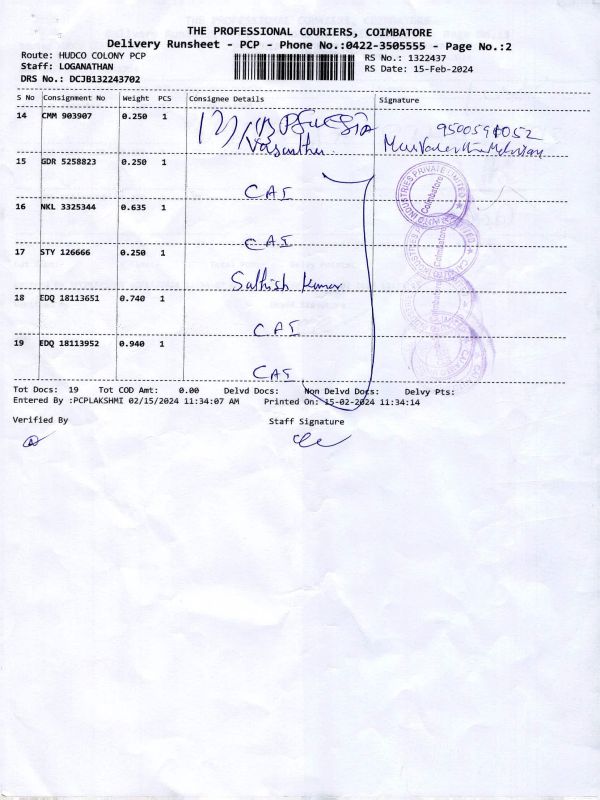 THE PROFESSIONAL COURIERS, COIMBATORE
Delivery Runsheet - PCP - Phone No.:0422-3505555 - Page No.:2
Route: HUDCO COLONY PCP
RS No.: 1322437
Staff: LOGANATHAN
RS Date: 15-Feb-2024
DRS No.: DCJB132243702
S No Consignment No Weight PCS Consignee Details Signature
14 CMM 903907 0.250 1
Vasantha
15 GDR 5258823 0.250 1
CAI
16 NKL 3325344 0.635 1
CAI
17 STY 126666 0.250 1
Sathish Kumar
18 EDQ 18113651 0.740 1
CAI
19 EDQ 18113952 0.940 1
CAI
INDUSTRIES PRIVATE LIMITED
Coimbatore
Tot Docs: 19 Tot COD Amt: 0.00 Delvd Docs: Non Delvd Docs: Delvy Pts:
Entered By :PCPLAKSHMI 02/15/2024 11:34:07 AM Printed On: 15-02-2024 11:34:14
Verified By Staff Signature